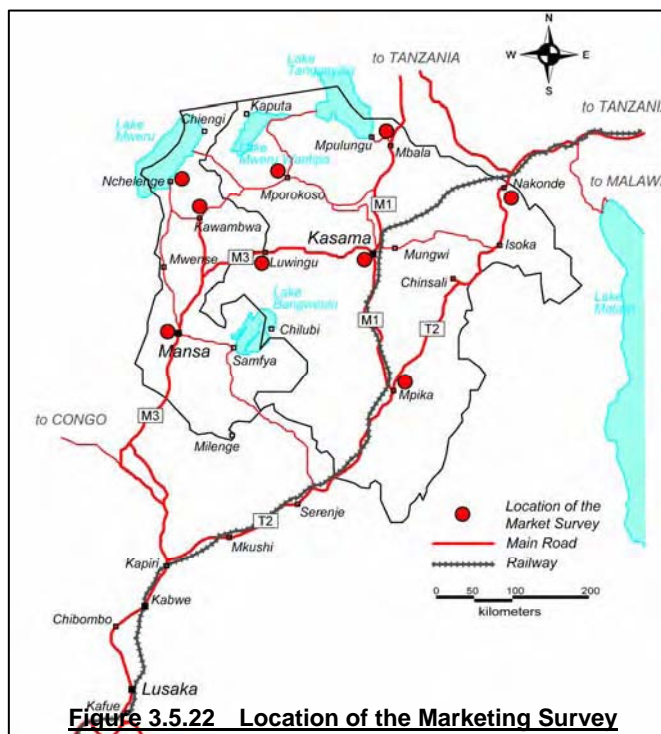 N
W E
S
to TANZANIA
Lake
Tanganyika
Kaputa
Chiengi
Lake
Mweru
Mpulungu
Mbala
Lake
Mweru Wantipa
to TANZANIA
Nchelenge
Mporokoso
Nakonde
to MALAWI
M1
Kawambwa
Kasama
Mungwi
Isoka
M3
Mwense
Luwingu
Chinsali
Lake
Bangweulu
Lake
Malawi
M1
T2
Chilubi
Mansa
Samfya
Mpika
M3
to CONGO
Milenge
Serenje
Location of the
Market Survey
T2
Main Road
Mkushi
Railway
Kapiri
0 50 100 200
kilometers
Kabwe
Chibombo
Lusaka
Kafue
Figure 3.5.22 Location of the Marketing Survey